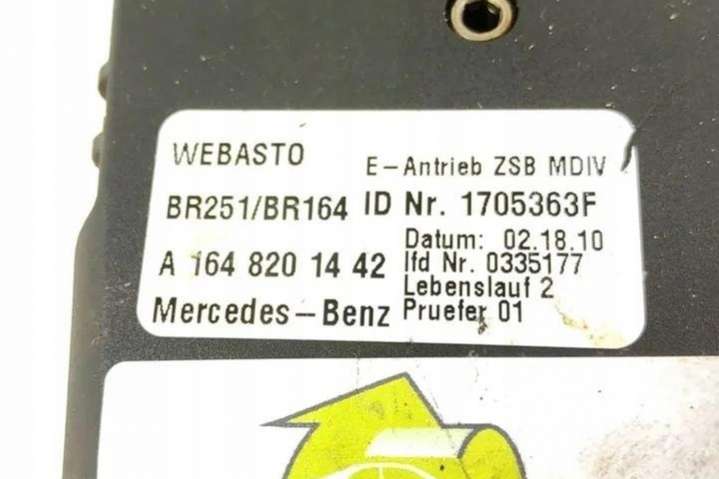 WEBASTO E-Antrieb ZSB MDIV
BR251/BR164 ID Nr. 1705363F
Datum: 02.18.10
A 164 820 14 42 lfd Nr. 0335177
Lebenslauf 2
Mercedes-Benz Pruefer 01